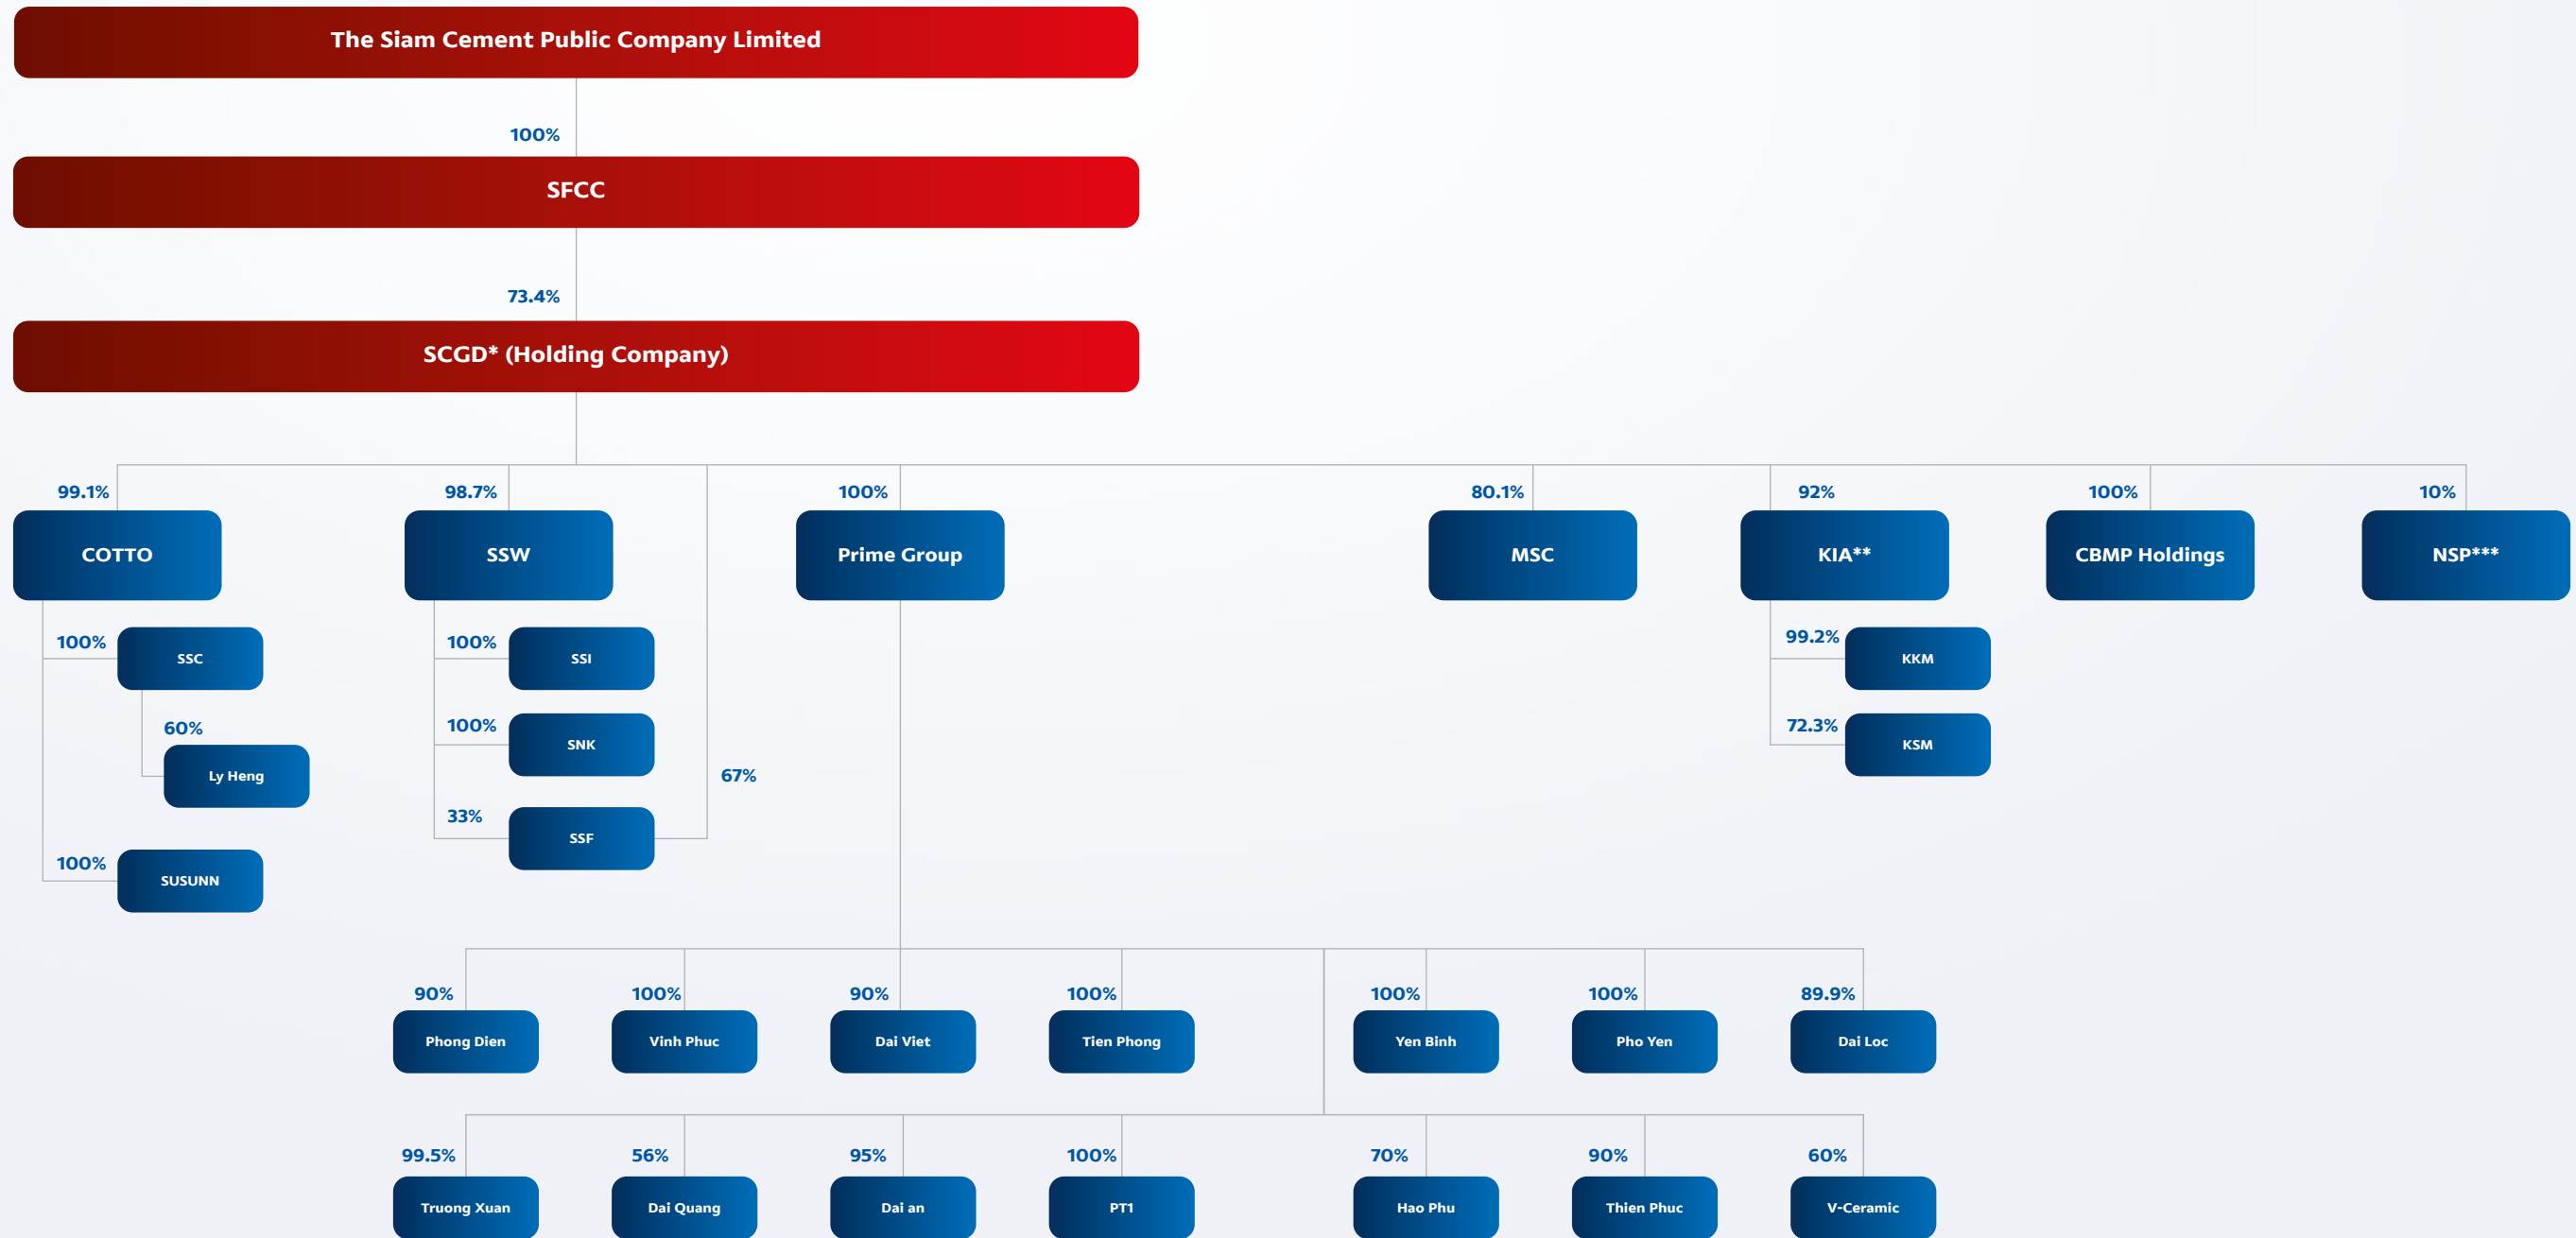 The Siam Cement Public Company Limited
100%
SFCC
73.4%
SCGD* (Holding Company)
99.1%
98.7%
100%
80.1%
92%
100%
10%
COTTO
SSW
Prime Group
MSC
KIA**
CBMP Holdings
NSP***
100%
SSC
100%
SSI
99.2%
KKM
60%
Ly Heng
100%
SNK
72.3%
KSM
67%
33%
SSF
100%
SUSUNN
90%
100%
90%
100%
100%
100%
89.9%
Phong Dien
Vinh Phuc
Dai Viet
Tien Phong
Yen Binh
Pho Yen
Dai Loc
99.5%
56%
95%
100%
70%
90%
60%
Truong Xuan
Dai Quang
Dai an
PT1
Hao Phu
Thien Phuc
V-Ceramic